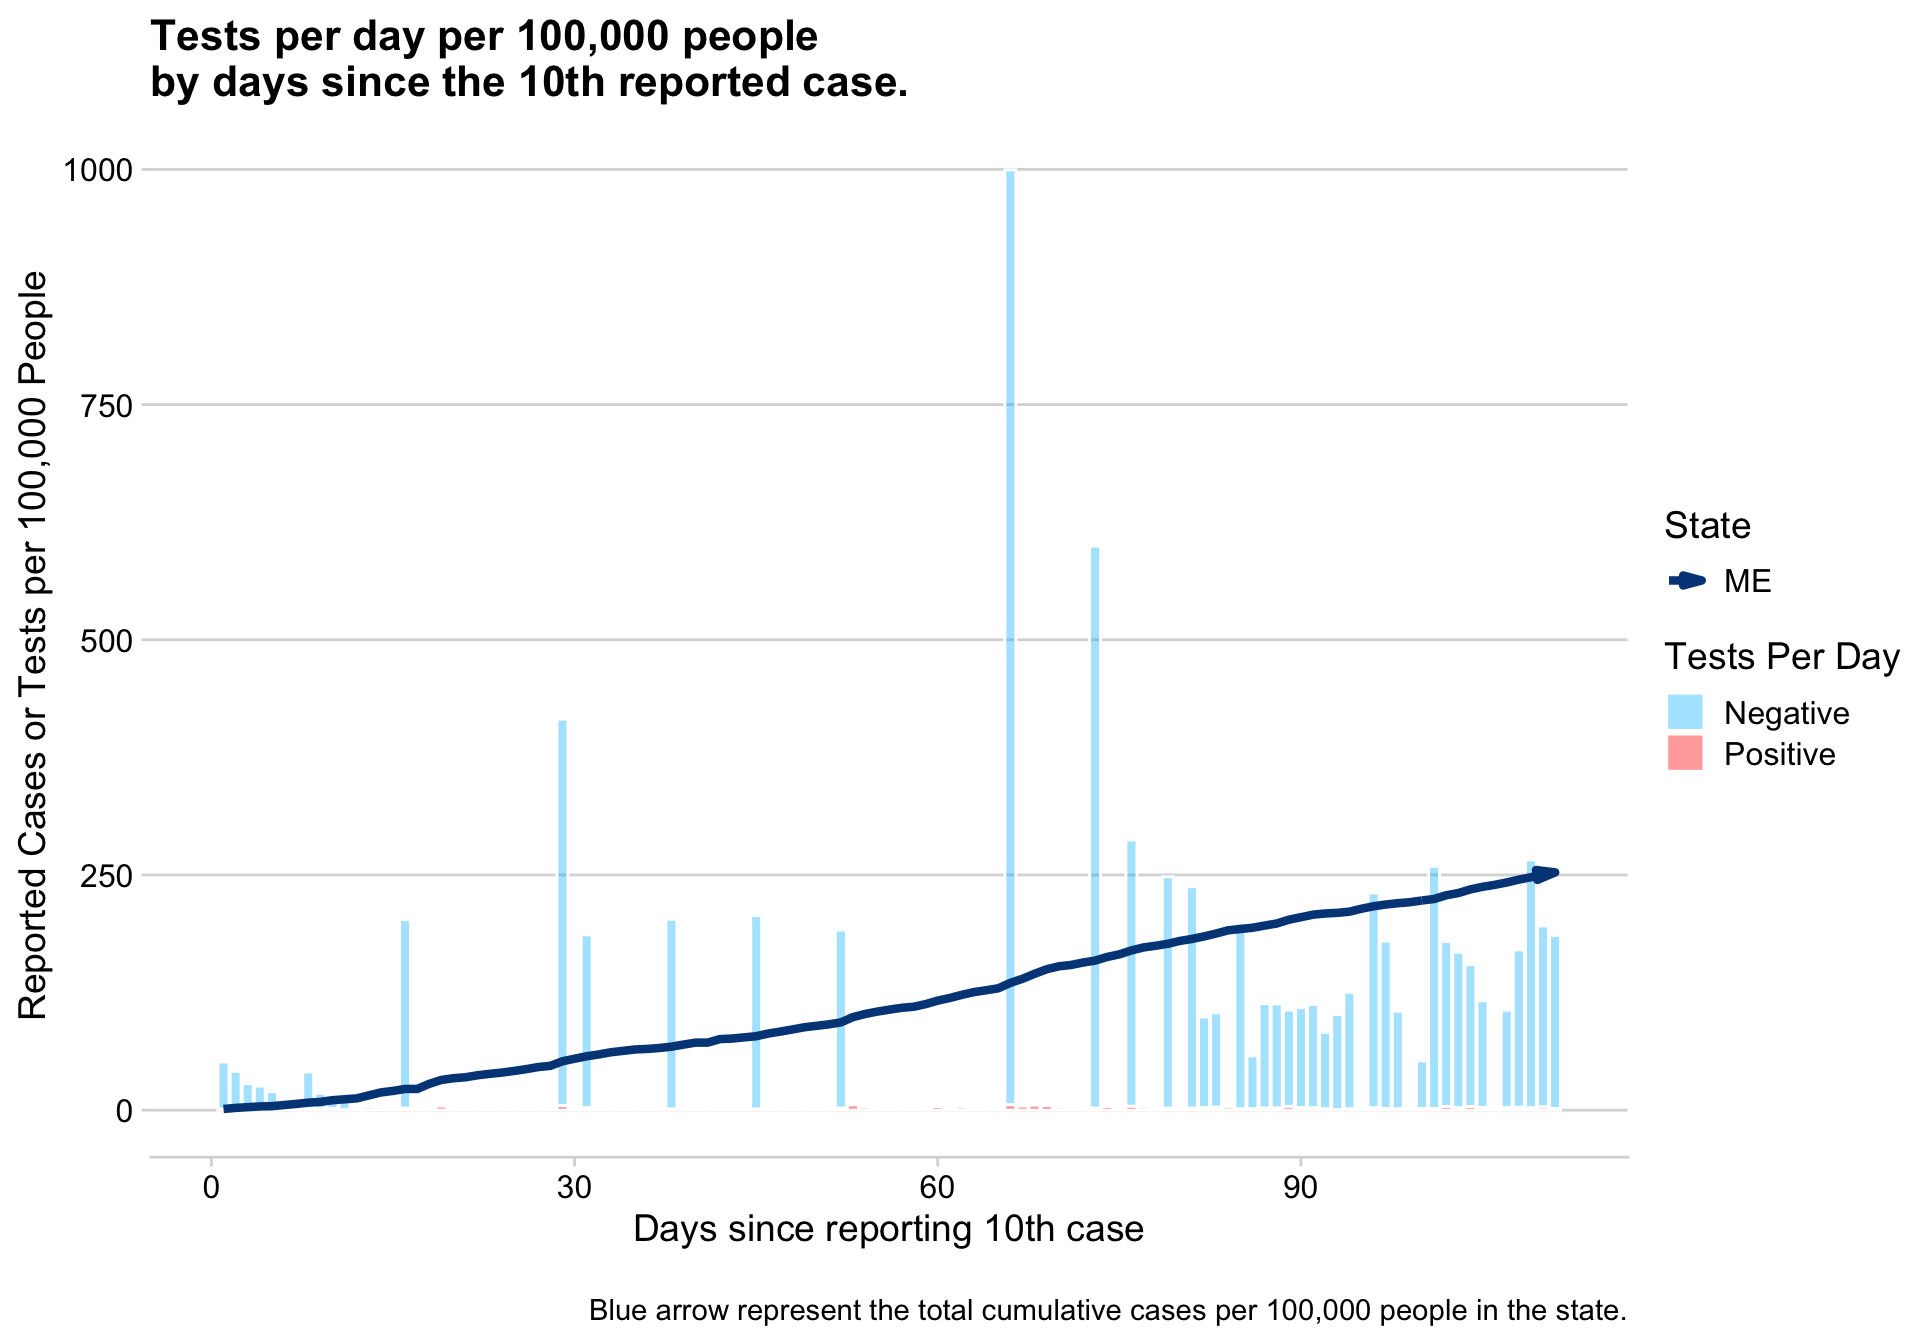 Tests per day per 100,000 people
by days since the 10th reported case.
Reported Cases or Tests per 100,000 People
1000
750
500
250
0
0
30
60
90
Days since reporting 10th case
State
ME
Tests Per Day
Negative
Positive
Blue arrow represent the total cumulative cases per 100,000 people in the state.